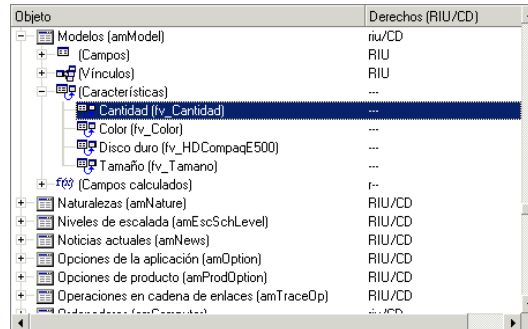 Objeto Derechos (RIU/CD)
Modelos (amModel) riu/CD
(Campos) RIU
(Vínculos) RIU
(Características) ---
Cantidad (fv_Cantidad) ---
Color (fv_Color) ---
Disco duro (fv_HDCompaqE500) ---
Tamaño (fv_Tamano) ---
f(x) (Campos calculados) r--
Naturalezas (amNature) RIU/CD
Niveles de escalada (amEscSchLevel) RIU/CD
Noticias actuales (amNews) RIU/CD
Opciones de la aplicación (amOption) RIU/CD
Opciones de producto (amProdOption) RIU/CD
Operaciones en cadena de enlaces (amTraceOp) RIU/CD